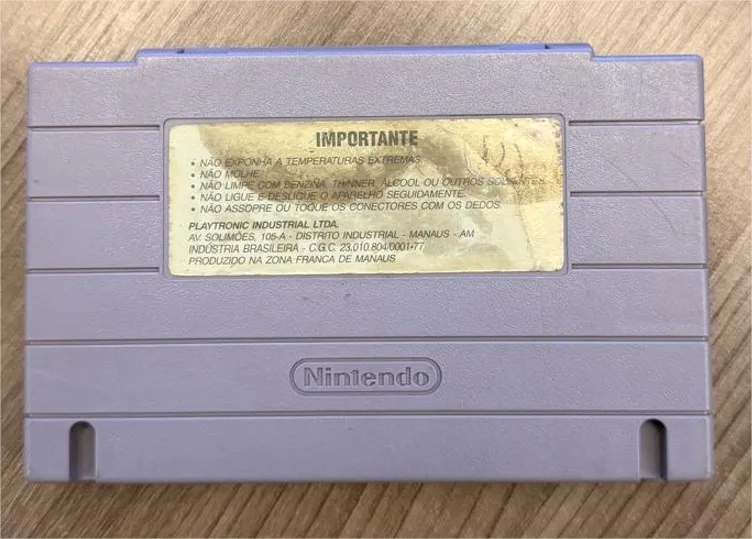 IMPORTANTE
• NÃO EXPONHA A TEMPERATURAS EXTREMAS.
• NÃO MOLHE.
• NÃO LIMPE COM BENZINA, THINNER, ÁLCOOL OU OUTROS SOLVENTES.
• NÃO LIGUE E DESLIGUE O APARELHO SEGUIDAMENTE.
• NÃO ASSOPRE OU TOQUE OS CONECTORES COM OS DEDOS.
PLAYTRONIC INDUSTRIAL LTDA.
AV. SOLIMÕES, 105-A - DISTRITO INDUSTRIAL - MANAUS - AM
INDÚSTRIA BRASILEIRA - C.G.C. 23.010.804/0001-77
PRODUZIDO NA ZONA FRANCA DE MANAUS
Nintendo